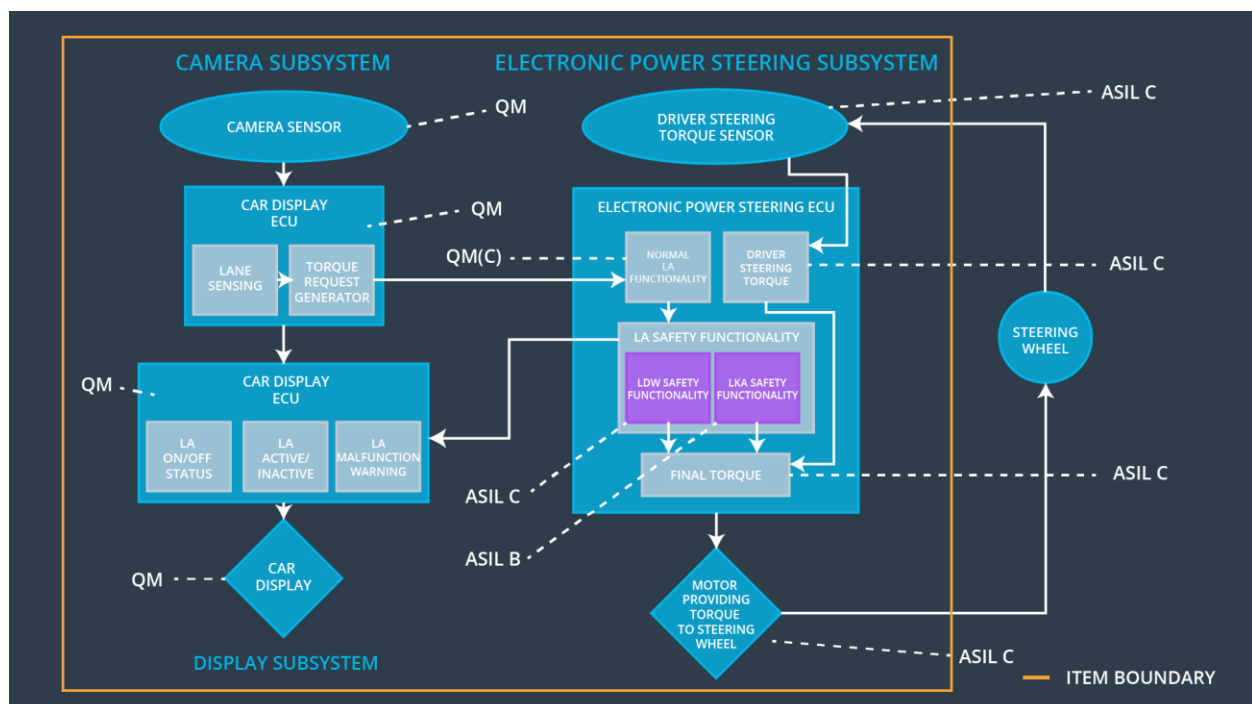 CAMERA SUBSYSTEM
ELECTRONIC POWER STEERING SUBSYSTEM
CAMERA SENSOR
QM
DRIVER STEERING
TORQUE SENSOR
ASIL C
CAR DISPLAY
ECU
QM
LANE
SENSING
TORQUE
REQUEST
GENERATOR
ELECTRONIC POWER STEERING ECU
QM(C)
NORMAL
LA
FUNCTIONALITY
DRIVER
STEERING
TORQUE
ASIL C
LA SAFETY FUNCTIONALITY
LDW SAFETY
FUNCTIONALITY
LKA SAFETY
FUNCTIONALITY
STEERING
WHEEL
QM
CAR DISPLAY
ECU
LA
ON/OFF
STATUS
LA
ACTIVE/
INACTIVE
LA
MALFUNCTION
WARNING
FINAL TORQUE
ASIL C
ASIL C
ASIL B
QM
CAR
DISPLAY
MOTOR
PROVIDING
TORQUE
TO STEERING
WHEEL
ASIL C
DISPLAY SUBSYSTEM
ITEM BOUNDARY